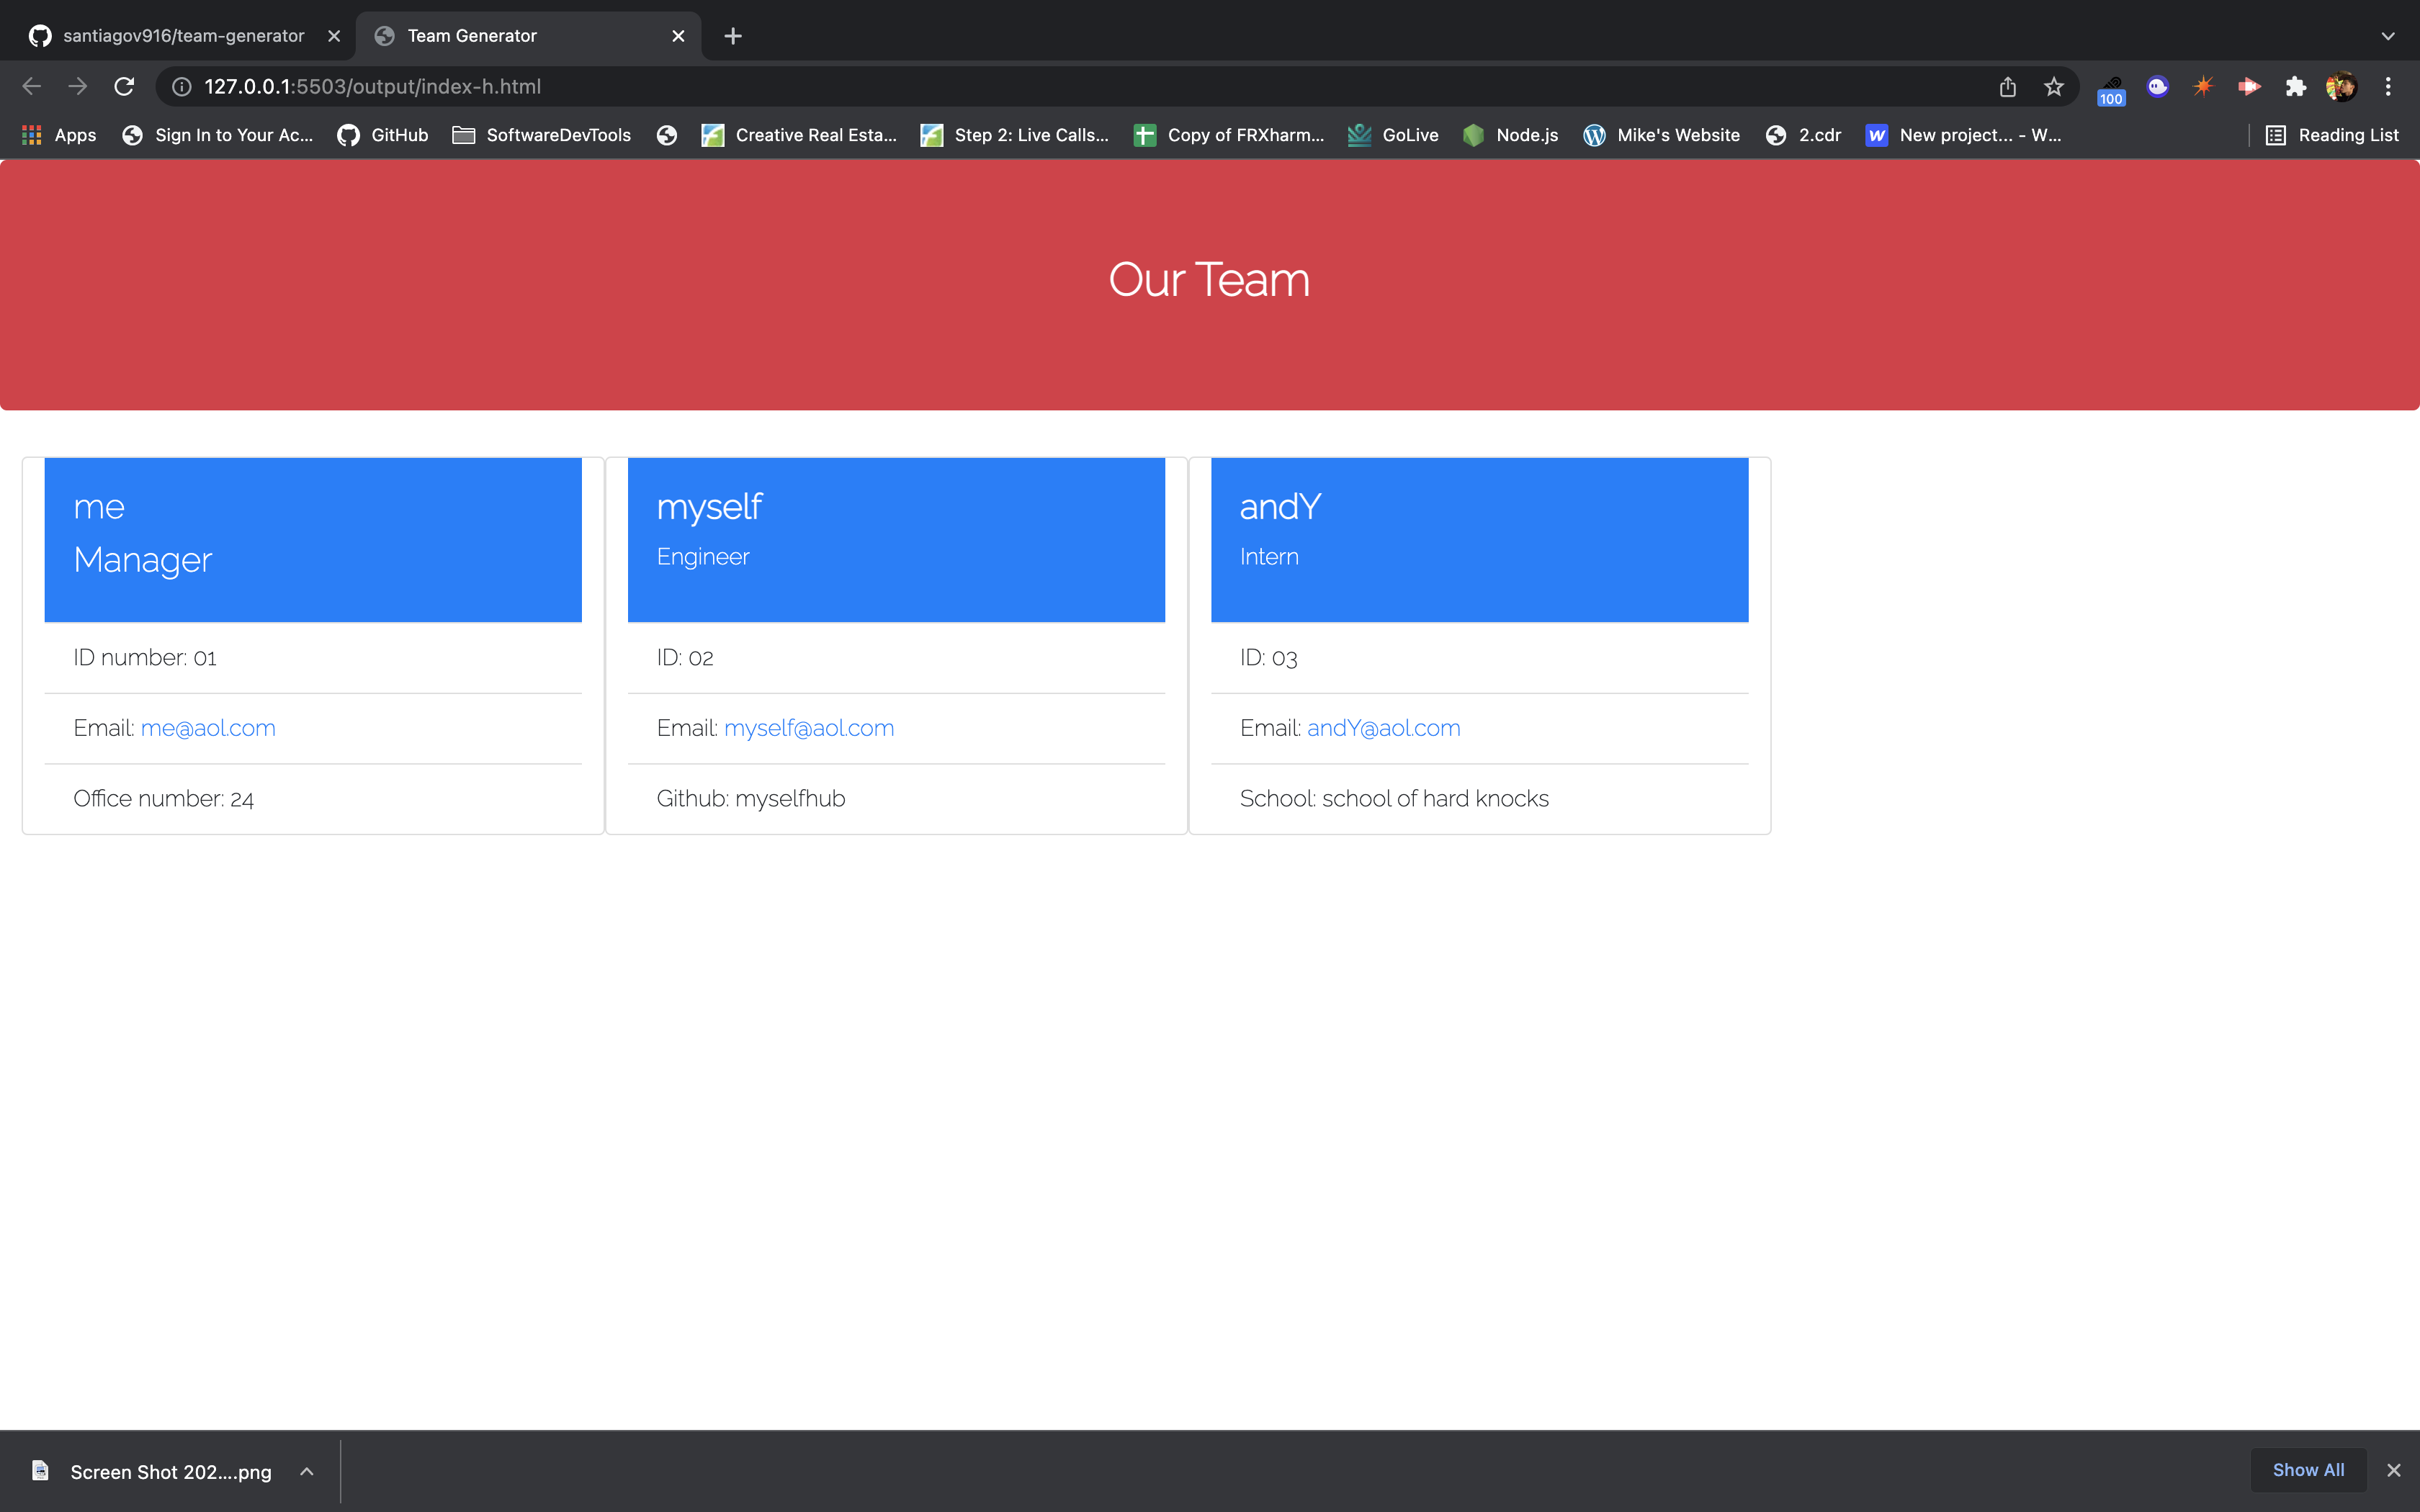 santiagov916/team-generator
Team Generator
127.0.0.1:5503/output/index-h.html
100
Apps
Sign In to Your Ac...
GitHub
SoftwareDevTools
Creative Real Esta...
Step 2: Live Calls...
Copy of FRXharm...
GoLive
Node.js
Mike's Website
2.cdr
W
New project... - W...
Reading List
Our Team
me
Manager
ID number: 01
Email: me@aol.com
Office number: 24
myself
Engineer
ID: 02
Email: myself@aol.com
Github: myselfhub
andY
Intern
ID: 03
Email: andY@aol.com
School: school of hard knocks
Screen Shot 202....png
Show All